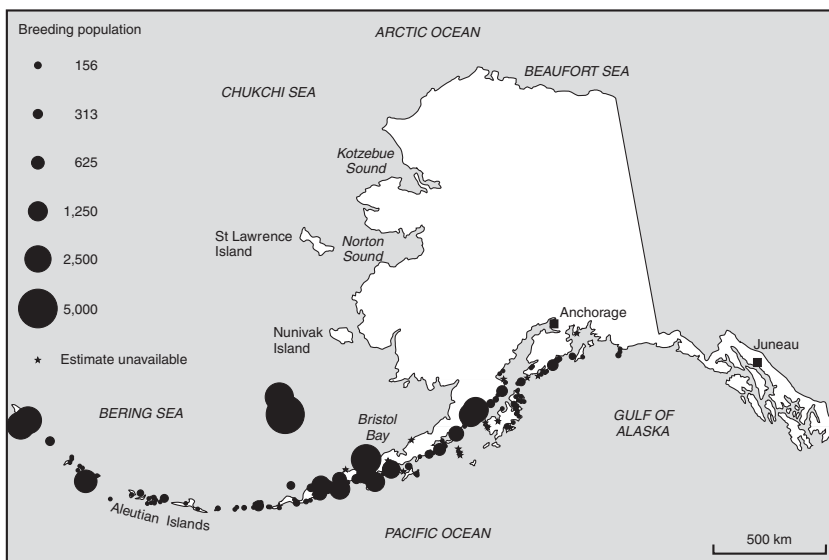 Breeding population
156
313
625
1,250
2,500
5,000
Estimate unavailable
ARCTIC OCEAN
BEAUFORT SEA
CHUKCHI SEA
Kotzebue
Sound
St Lawrence
Island
Norton
Sound
Nunivak
Island
Anchorage
Juneau
BERING SEA
Bristol
Bay
GULF OF
ALASKA
Aleutian Islands
PACIFIC OCEAN
500 km